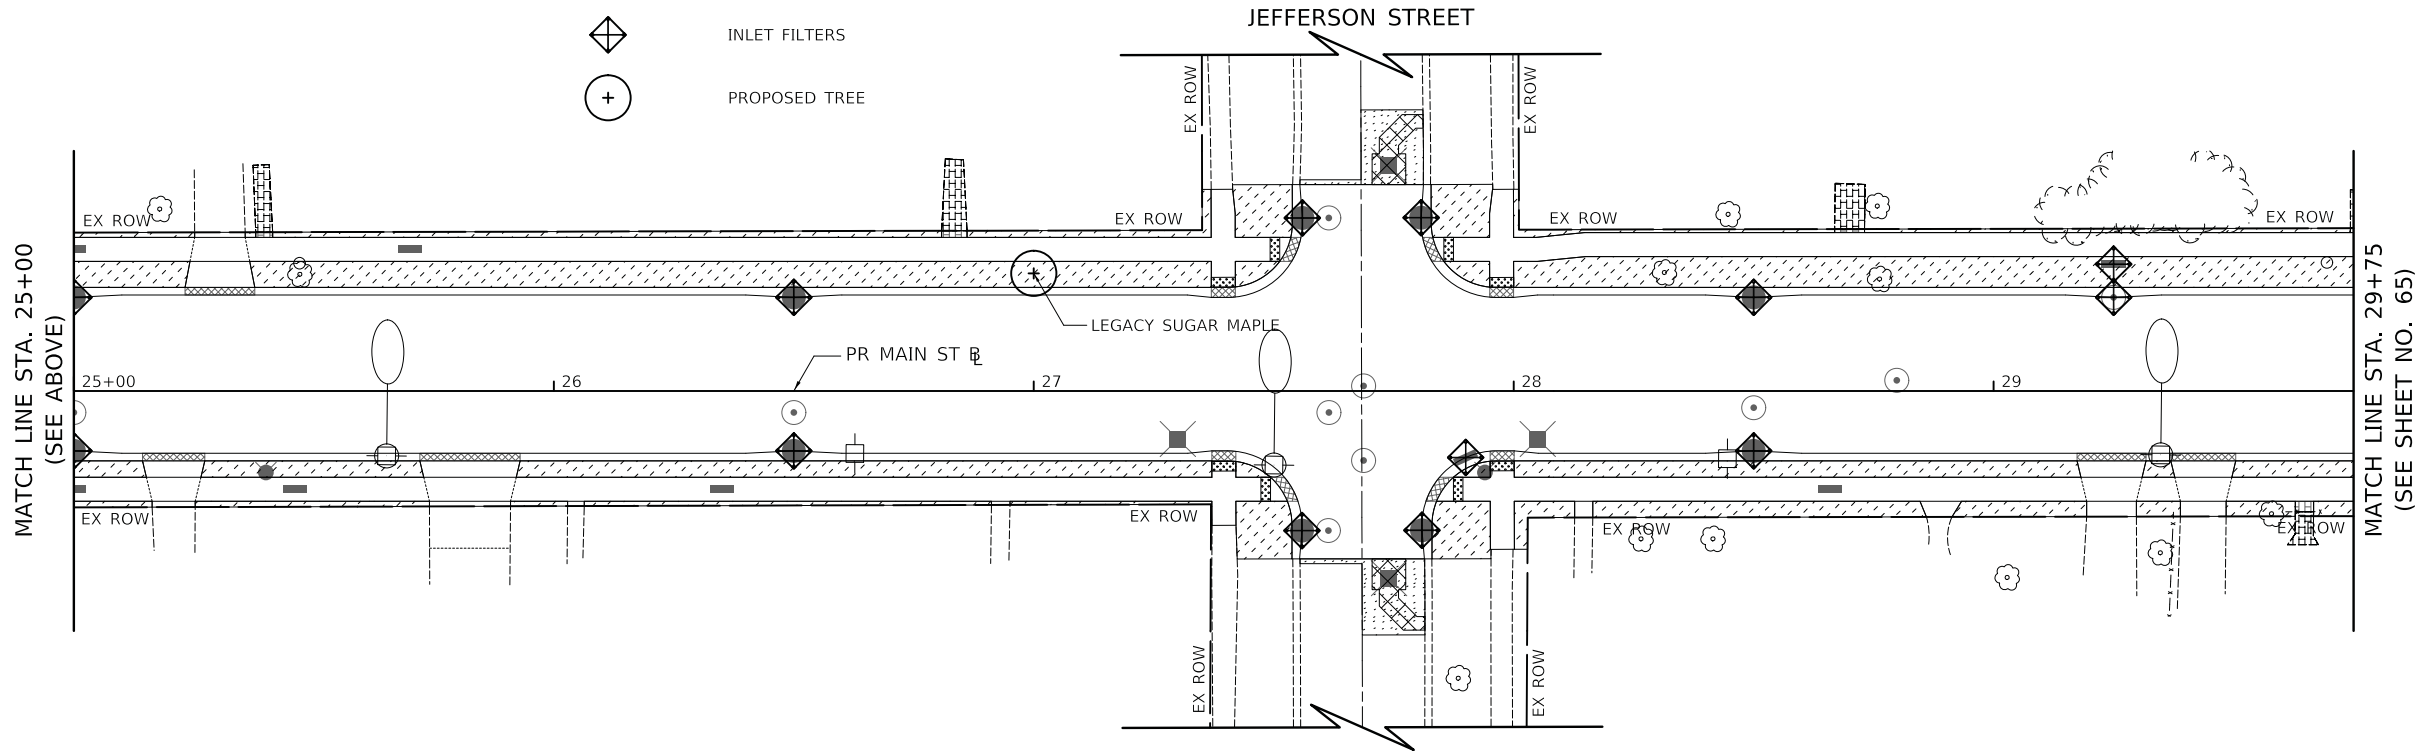 JEFFERSON STREET
INLET FILTERS
PROPOSED TREE
EX ROW
EX ROW
EX ROW
EX ROW
EX ROW
EX ROW
MATCH LINE STA. 25+00
(SEE ABOVE)
LEGACY SUGAR MAPLE
PR MAIN ST BL
25+00
26
27
28
29
MATCH LINE STA. 29+75
(SEE SHEET NO. 65)
EX ROW
EX ROW
EX ROW
EX ROW
EX ROW
EX ROW